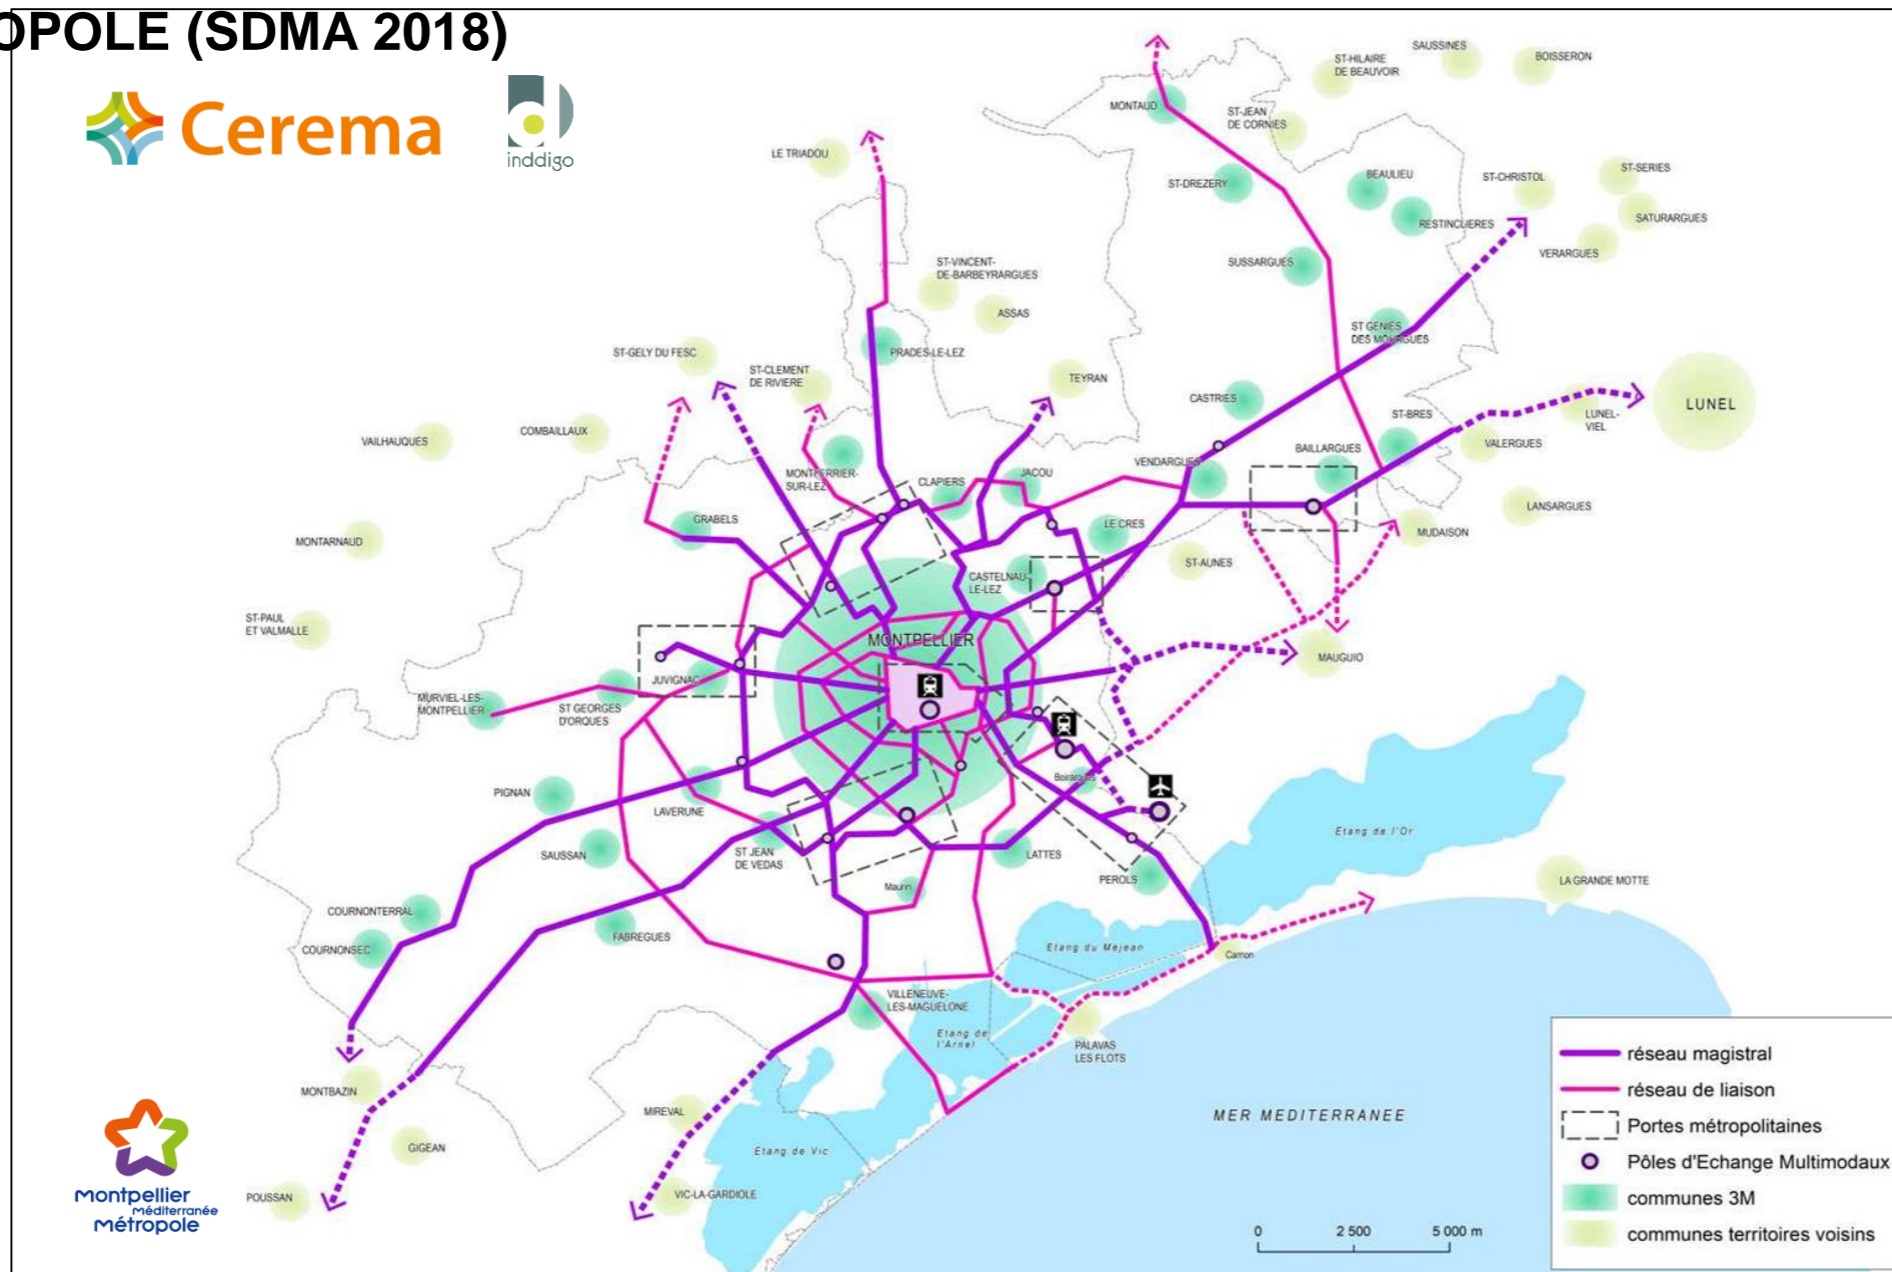 OPOLE (SDMA 2018)
Cerema
inddigo
SAUSSINES
BOISSERON
ST-HILAIRE
DE BEAUVOIR
MONTAUD
ST-JEAN
DE CORNIES
LE TRIADOU
ST-DREZERY
BEAULIEU
ST-CHRISTOL
ST-SERIES
RESTINCLIERES
SATURARGUES
VERARGUES
ST-VINCENT-
DE-BARBEYRARGUES
SUSSARGUES
ASSAS
ST GENIES
DES MOURGUES
ST-GELY DU FESC
PRADES-LE-LEZ
ST-CLEMENT
DE RIVIERE
TEYRAN
CASTRIES
LUNEL
ST-BRES
LUNEL-
VIEL
VAILHAUQUES
COMBAILLAUX
VALERGUES
BAILLARGUES
VENDARGUES
MONTFERRIER-
SUR-LEZ
CLAPIERS
JACOU
LANSARGUES
GRABELS
LE CRES
MUDAISON
MONTARNAUD
ST-AUNES
CASTELNAU-
LE-LEZ
ST-PAUL
ET VALMALLE
MONTPELLIER
MAUGUIO
JUVIGNAC
MURVIEL-LES-
MONTPELLIER
ST GEORGES
D'ORQUES
Boirargues
PIGNAN
LAVERUNE
Etang de l'Or
ST JEAN
DE VEDAS
SAUSSAN
LATTES
PEROLS
LA GRANDE MOTTE
Maurin
COURNONTERRAL
FABREGUES
COURNONSEC
Etang du Mejean
Carnon
VILLENEUVE-
LES-MAGUELONE
Etang de
l'Arnel
PALAVAS
LES FLOTS
MONTBAZIN
MIREVAL
MER MEDITERRANEE
GIGEAN
Etang de Vic
POUSSAN
VIC-LA-GARDIOLE
montpellier
méditerranée
métropole
0 2 500 5 000 m
réseau magistral
réseau de liaison
Portes métropolitaines
Pôles d'Echange Multimodaux
communes 3M
communes territoires voisins